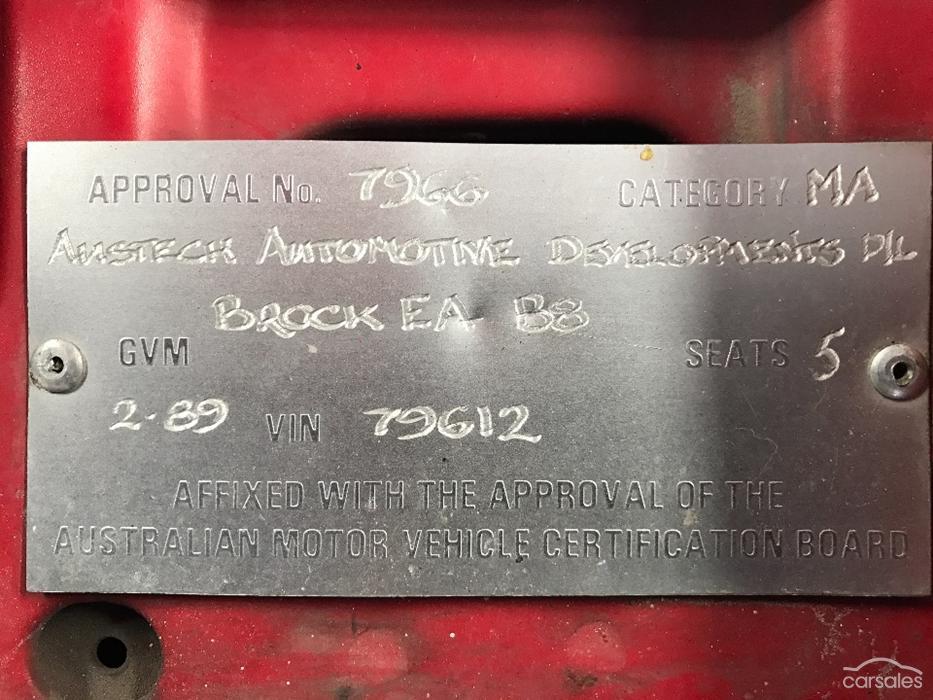 APPROVAL No. 7966 CATEGORY MA
AUSTECH AUTOMOTIVE DEVELOPMENTS P/L
BROCK EA B8
GVM SEATS 5
2·89 VIN 79612
AFFIXED WITH THE APPROVAL OF THE
AUSTRALIAN MOTOR VEHICLE CERTIFICATION BOARD
carsales